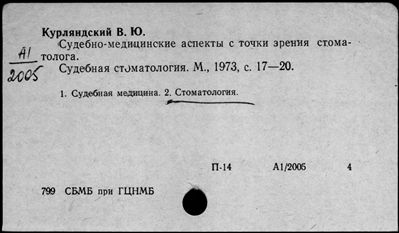 Курляндский В. Ю.
Судебно-медицинские аспекты с точки зрения стома-
толога.
А1
2005
Судебная стоматология. М., 1973, с. 17—20.
1. Судебная медицина. 2. Стоматология.
П-14 А1/2005 4
799 СБМБ при ГЦНМБ